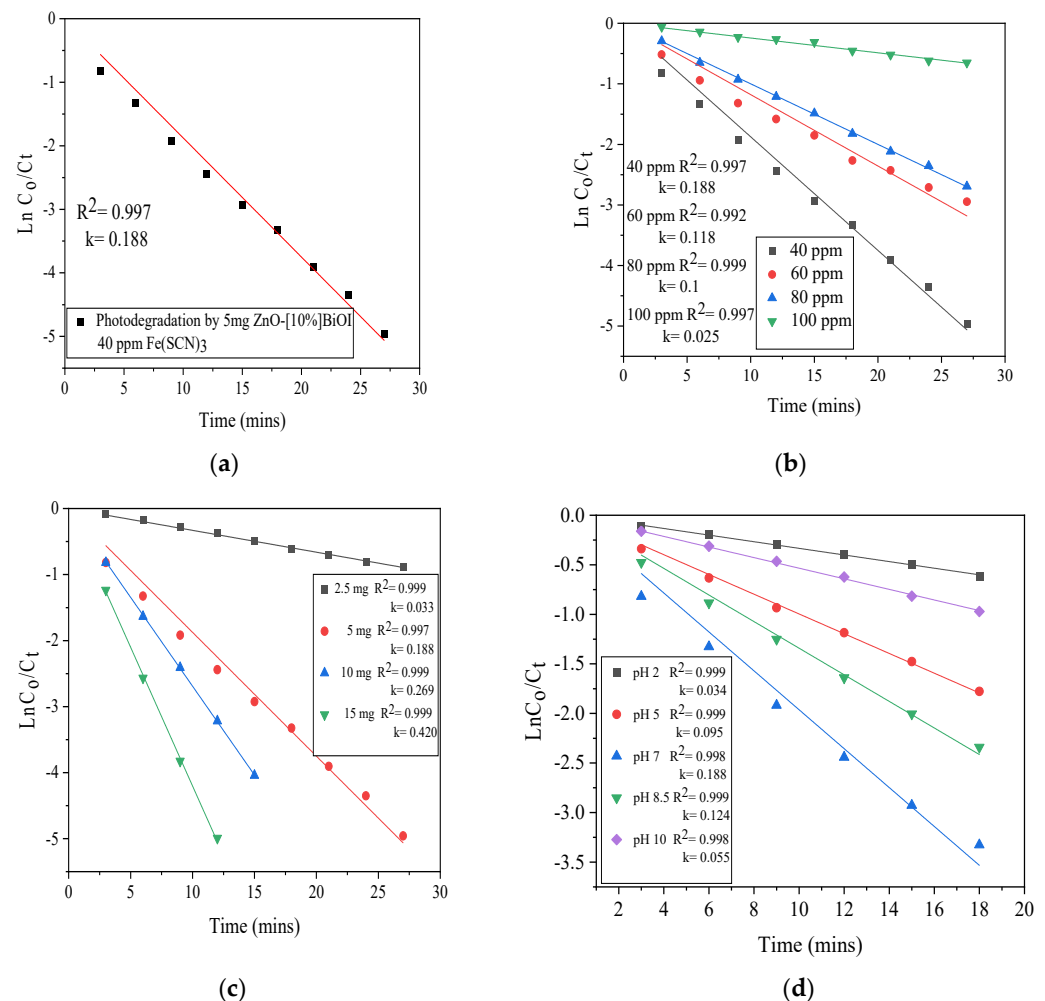 0
-1
-2
-3
-4
-5
Ln C₀/Cₜ
R²= 0.997
k= 0.188
Photodegradation by 5mg ZnO-[10%]BiOI
40 ppm Fe(SCN)₃
0 5 10 15 20 25 30
Time (mins)
(a)
0
-1
-2
-3
-4
-5
Ln C₀/Cₜ
40 ppm R²= 0.997
k= 0.188
60 ppm R²= 0.992
k= 0.118
80 ppm R²= 0.999
k= 0.1
100 ppm R²= 0.997
k= 0.025
40 ppm
60 ppm
80 ppm
100 ppm
0 5 10 15 20 25 30
Time (mins)
(b)
0
-1
-2
-3
-4
-5
LnC₀/Cₜ
2.5 mg R²= 0.999
k= 0.033
5 mg R²= 0.997
k= 0.188
10 mg R²= 0.999
k= 0.269
15 mg R²= 0.999
k= 0.420
0 5 10 15 20 25 30
Time (mins)
(c)
0.0
-0.5
-1.0
-1.5
-2.0
-2.5
-3.0
-3.5
LnC₀/Cₜ
pH 2 R²= 0.999
k= 0.034
pH 5 R²= 0.999
k= 0.095
pH 7 R²= 0.998
k= 0.188
pH 8.5 R²= 0.999
k= 0.124
pH 10 R²= 0.998
k= 0.055
2 4 6 8 10 12 14 16 18 20
Time (mins)
(d)